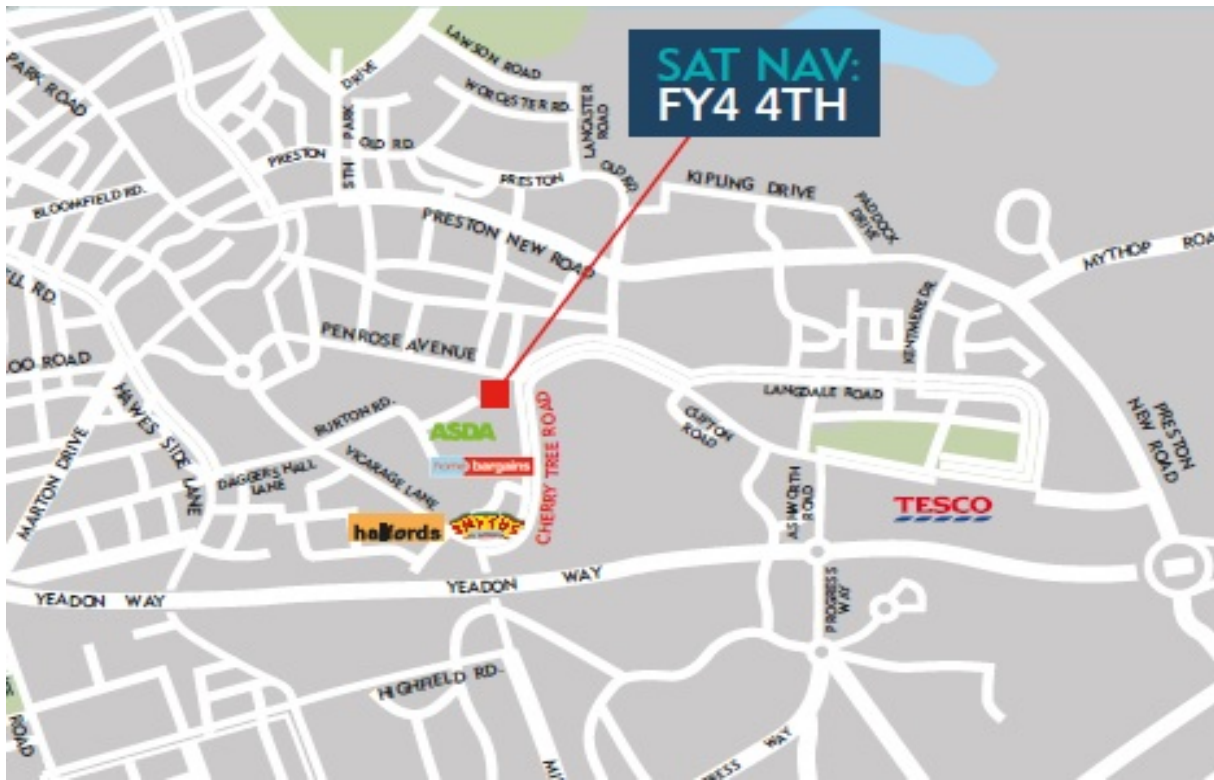 PARK ROAD
LAWSON ROAD
WORCESTER RD.
LANCASTER
ROAD
SAT NAV:
FY4 4TH
DRIVE
STH PARK
PRESTON
OLD RD.
PRESTON
OLD RD.
KIPLING DRIVE
PADDOCK
DRIVE
BLOOMFIELD RD.
PRESTON NEW ROAD
MYTHOP ROA
ELL RD.
PENROSE AVENUE
KENTMERE DR.
OO ROAD
HAWES SIDE LANE
LANGDALE ROAD
BURTON RD.
ASDA
CLIFTON
ROAD
PRESTON
NEW ROAD
MARTON DRIVE
DAGGERS HALL
LANE
VICARAGE LANE
home bargains
CHERRY TREE ROAD
ASHWORTH
ROAD
TESCO
halfords
SMYTHS
YEADON WAY
YEADON WAY
PROGRESS
WAY
HIGHFIELD RD.
ROAD
RESS WAY